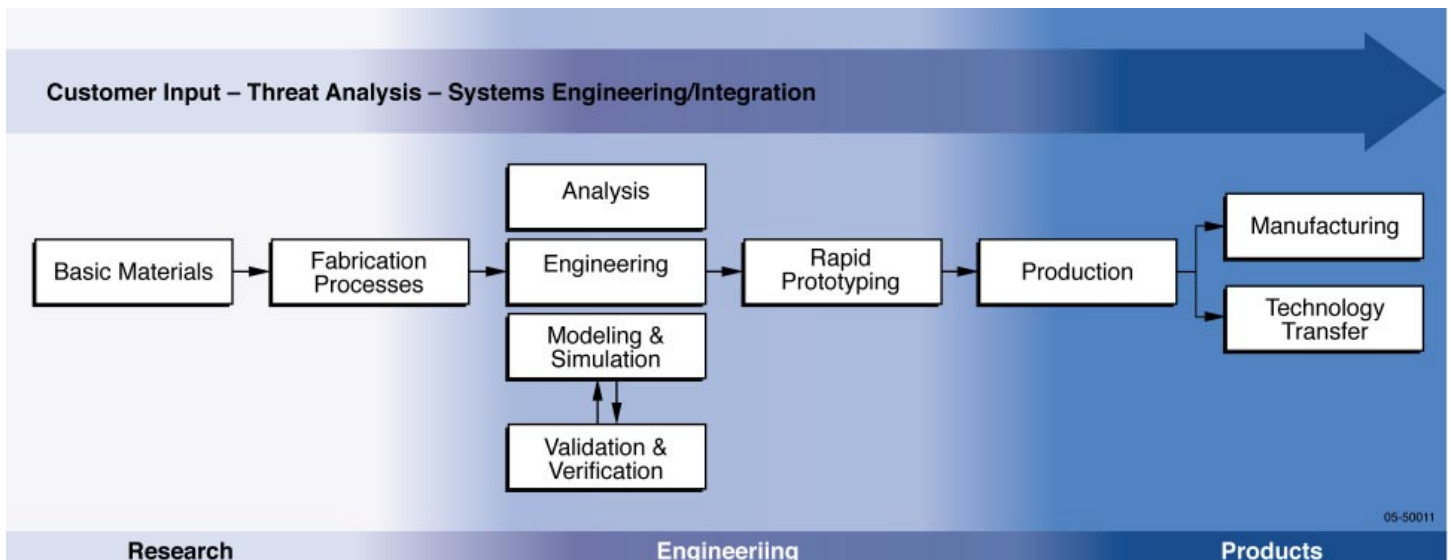 Customer Input – Threat Analysis – Systems Engineering/Integration
Analysis
Basic Materials
Fabrication
Processes
Engineering
Rapid
Prototyping
Production
Manufacturing
Technology
Transfer
Modeling &
Simulation
Validation &
Verification
05-50011
Research
Engineeriing
Products